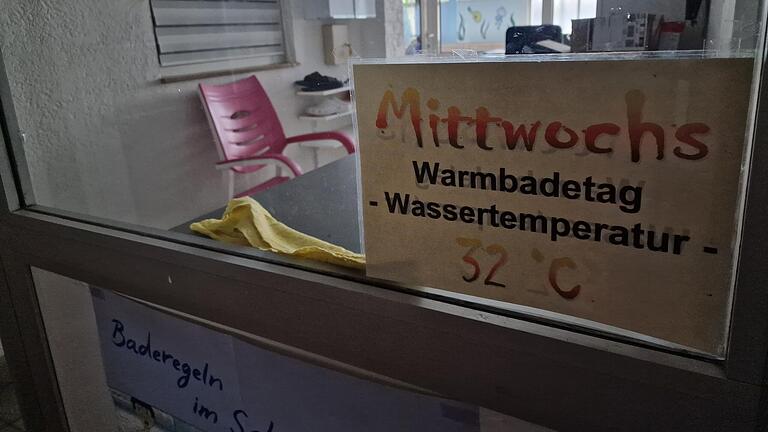 Mittwochs
Warmbadetag
- Wassertemperatur -
32 °C
Baderegeln
im